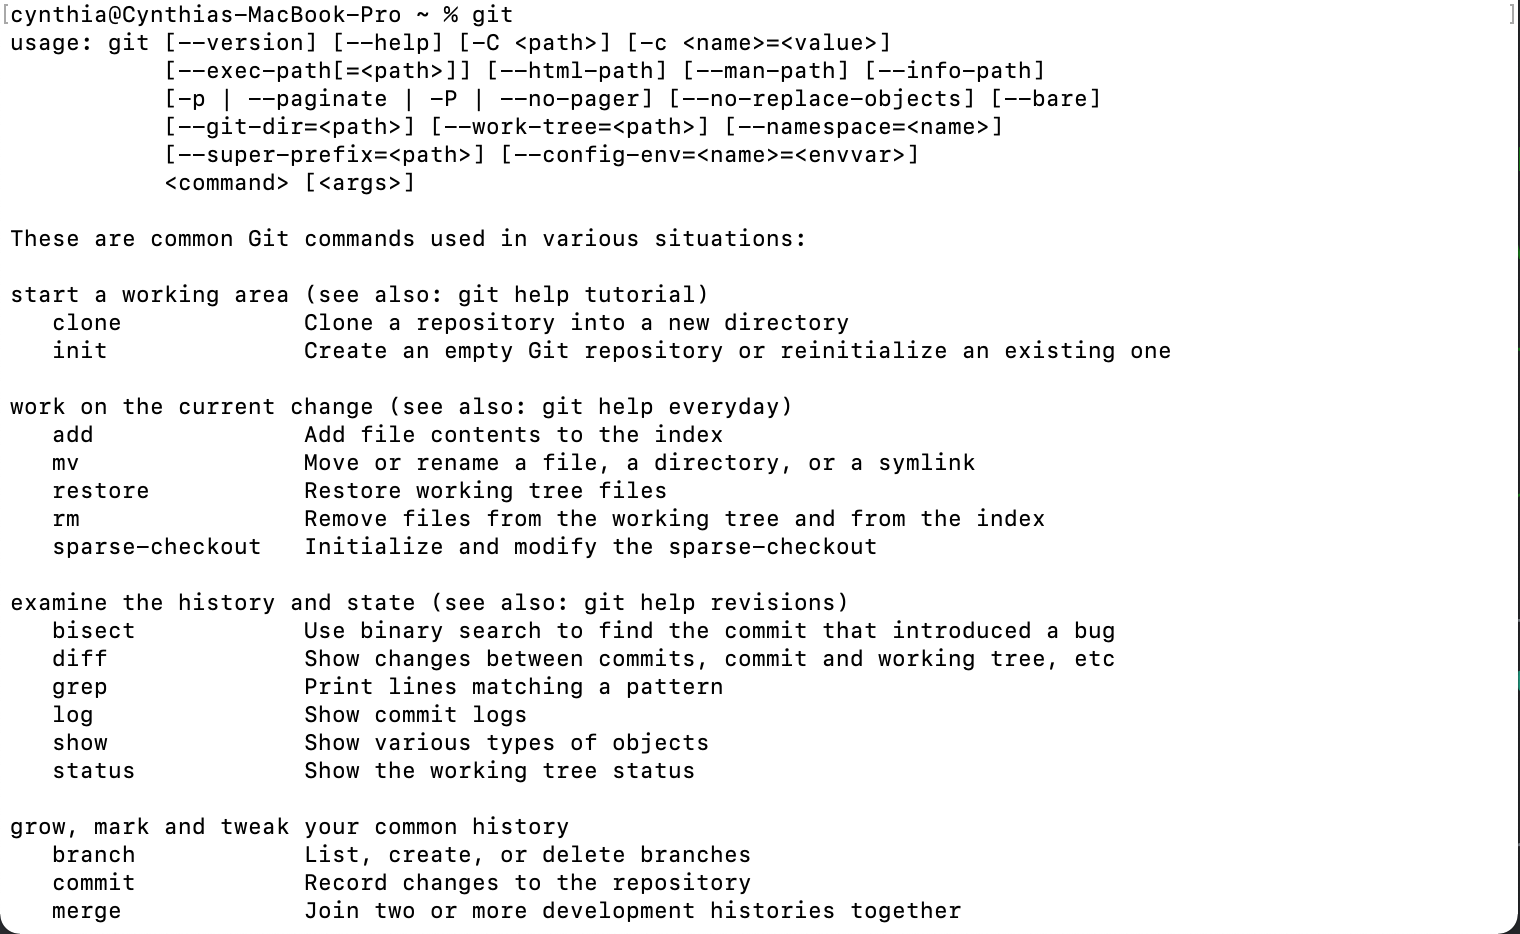 [cynthia@Cynthias-MacBook-Pro ~ % git ]
usage: git [--version] [--help] [-C <path>] [-c <name>=<value>]
           [--exec-path[=<path>]] [--html-path] [--man-path] [--info-path]
           [-p | --paginate | -P | --no-pager] [--no-replace-objects] [--bare]
           [--git-dir=<path>] [--work-tree=<path>] [--namespace=<name>]
           [--super-prefix=<path>] [--config-env=<name>=<envvar>]
           <command> [<args>]

These are common Git commands used in various situations:

start a working area (see also: git help tutorial)
   clone             Clone a repository into a new directory
   init              Create an empty Git repository or reinitialize an existing one

work on the current change (see also: git help everyday)
   add               Add file contents to the index
   mv                Move or rename a file, a directory, or a symlink
   restore           Restore working tree files
   rm                Remove files from the working tree and from the index
   sparse-checkout   Initialize and modify the sparse-checkout

examine the history and state (see also: git help revisions)
   bisect            Use binary search to find the commit that introduced a bug
   diff              Show changes between commits, commit and working tree, etc
   grep              Print lines matching a pattern
   log               Show commit logs
   show              Show various types of objects
   status            Show the working tree status

grow, mark and tweak your common history
   branch            List, create, or delete branches
   commit            Record changes to the repository
   merge             Join two or more development histories together